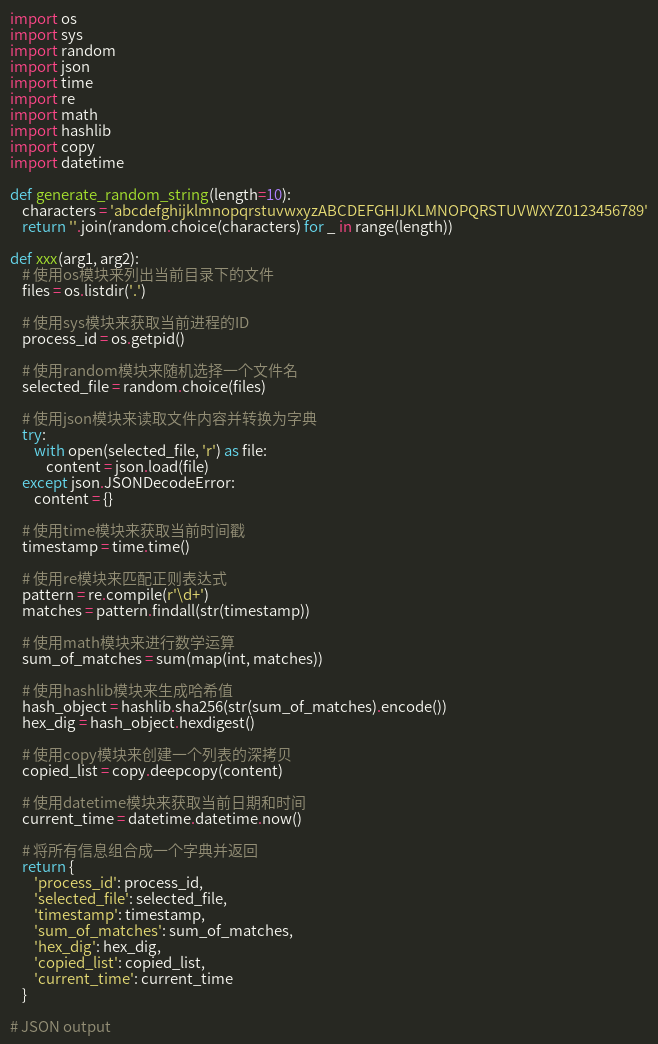 import os
import sys
import random
import json
import time
import re
import math
import hashlib
import copy
import datetime
def generate_random_string(length=10):
characters = 'abcdefghijklmnopqrstuvwxyzABCDEFGHIJKLMNOPQRSTUVWXYZ0123456789'
return ''.join(random.choice(characters) for _ in range(length))
def xxx(arg1, arg2):
# 使用os模块来列出当前目录下的文件
files = os.listdir('.')
# 使用sys模块来获取当前进程的ID
process_id = os.getpid()
# 使用random模块来随机选择一个文件名
selected_file = random.choice(files)
# 使用json模块来读取文件内容并转换为字典
try:
with open(selected_file, 'r') as file:
content = json.load(file)
except json.JSONDecodeError:
content = {}
# 使用time模块来获取当前时间戳
timestamp = time.time()
# 使用re模块来匹配正则表达式
pattern = re.compile(r'\d+')
matches = pattern.findall(str(timestamp))
# 使用math模块来进行数学运算
sum_of_matches = sum(map(int, matches))
# 使用hashlib模块来生成哈希值
hash_object = hashlib.sha256(str(sum_of_matches).encode())
hex_dig = hash_object.hexdigest()
# 使用copy模块来创建一个列表的深拷贝
copied_list = copy.deepcopy(content)
# 使用datetime模块来获取当前日期和时间
current_time = datetime.datetime.now()
# 将所有信息组合成一个字典并返回
return {
'process_id': process_id,
'selected_file': selected_file,
'timestamp': timestamp,
'sum_of_matches': sum_of_matches,
'hex_dig': hex_dig,
'copied_list': copied_list,
'current_time': current_time
}
# JSON output